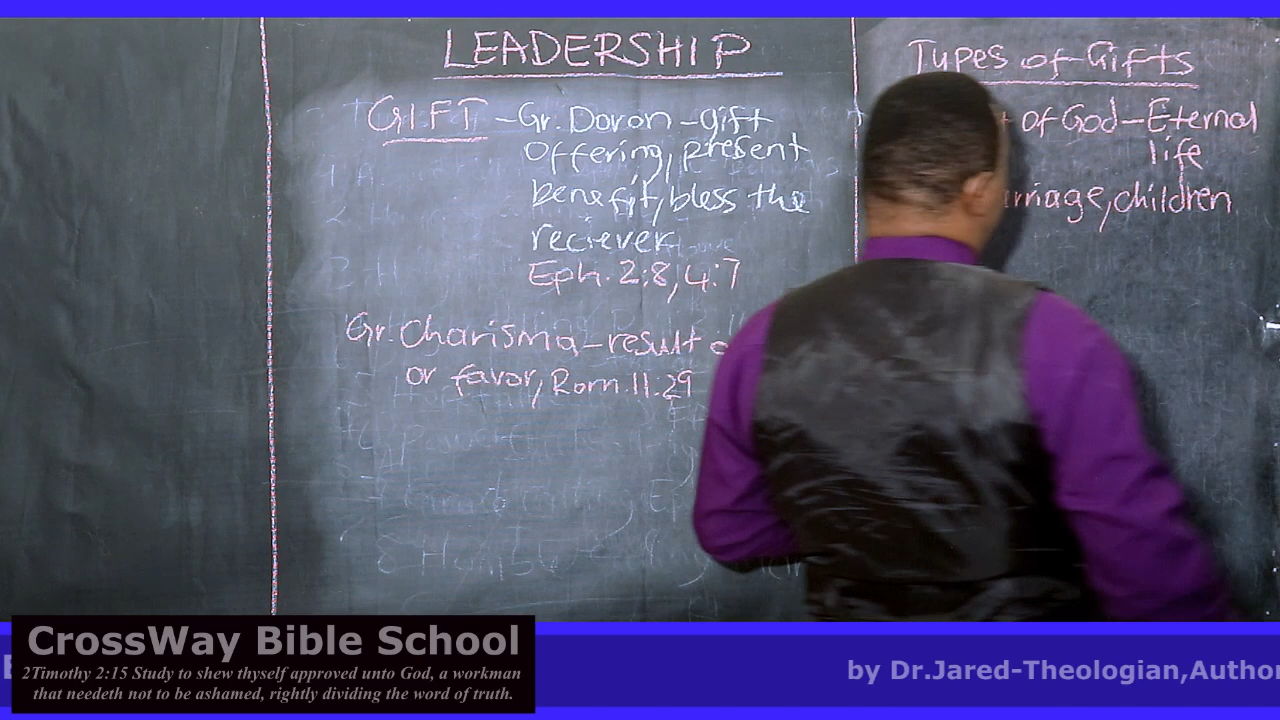 LEADERSHIP
GIFT - Gr. Doron - gift
Offering, present
benefit, bless the
reciever
Eph. 2:8, 4:7
Gr. Charisma - result
or favor, Rom. 11:29
Types of Gifts
of God - Eternal
life
children
CrossWay Bible School
2Timothy 2:15 Study to shew thyself approved unto God, a workman
that needeth not to be ashamed, rightly dividing the word of truth.
by Dr.Jared-Theologian,Author